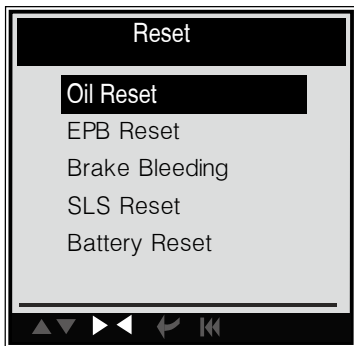 Reset
Oil Reset
EPB Reset
Brake Bleeding
SLS Reset
Battery Reset